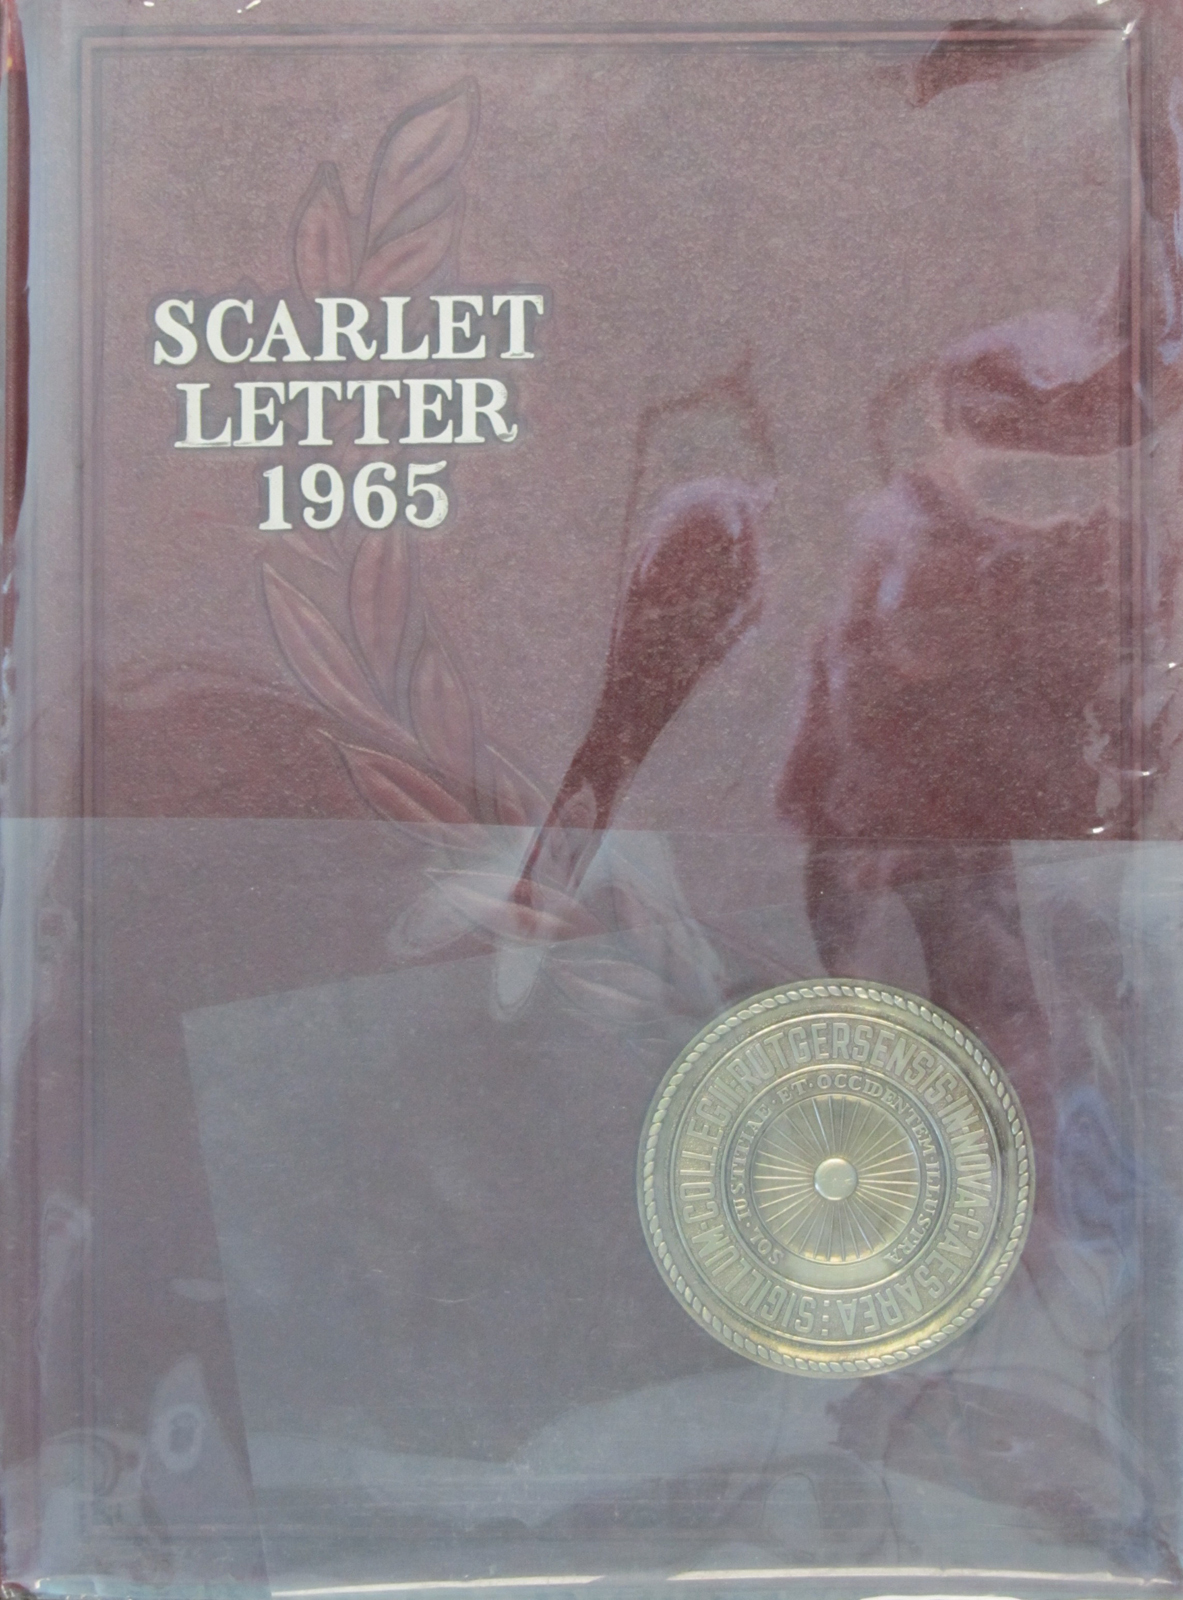 SCARLET
LETTER
1965
SIGILLUM·COLLEGII·RUTGERSENSIS·IN·NOVA·CAESAREA:
SOL·IUSTITIAE·ET·OCCIDENTEM·ILLUSTRA